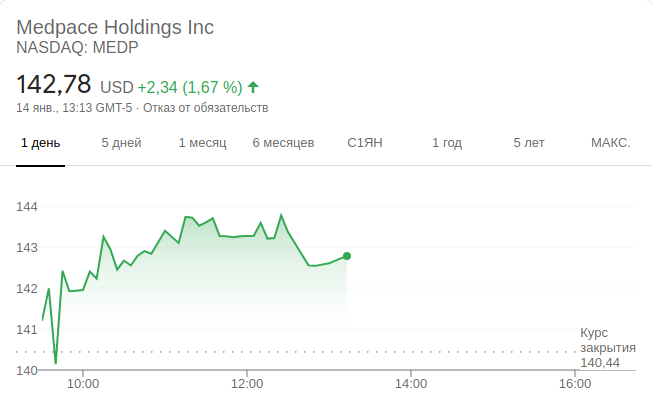 Medpace Holdings Inc
NASDAQ: MEDP
142,78 USD +2,34 (1,67 %)
14 янв., 13:13 GMT-5 · Отказ от обязательств
1 день 5 дней 1 месяц 6 месяцев С1ЯН 1 год 5 лет МАКС.
144
143
142
141
Курс
закрытия
140,44
140
10:00 12:00 14:00 16:00